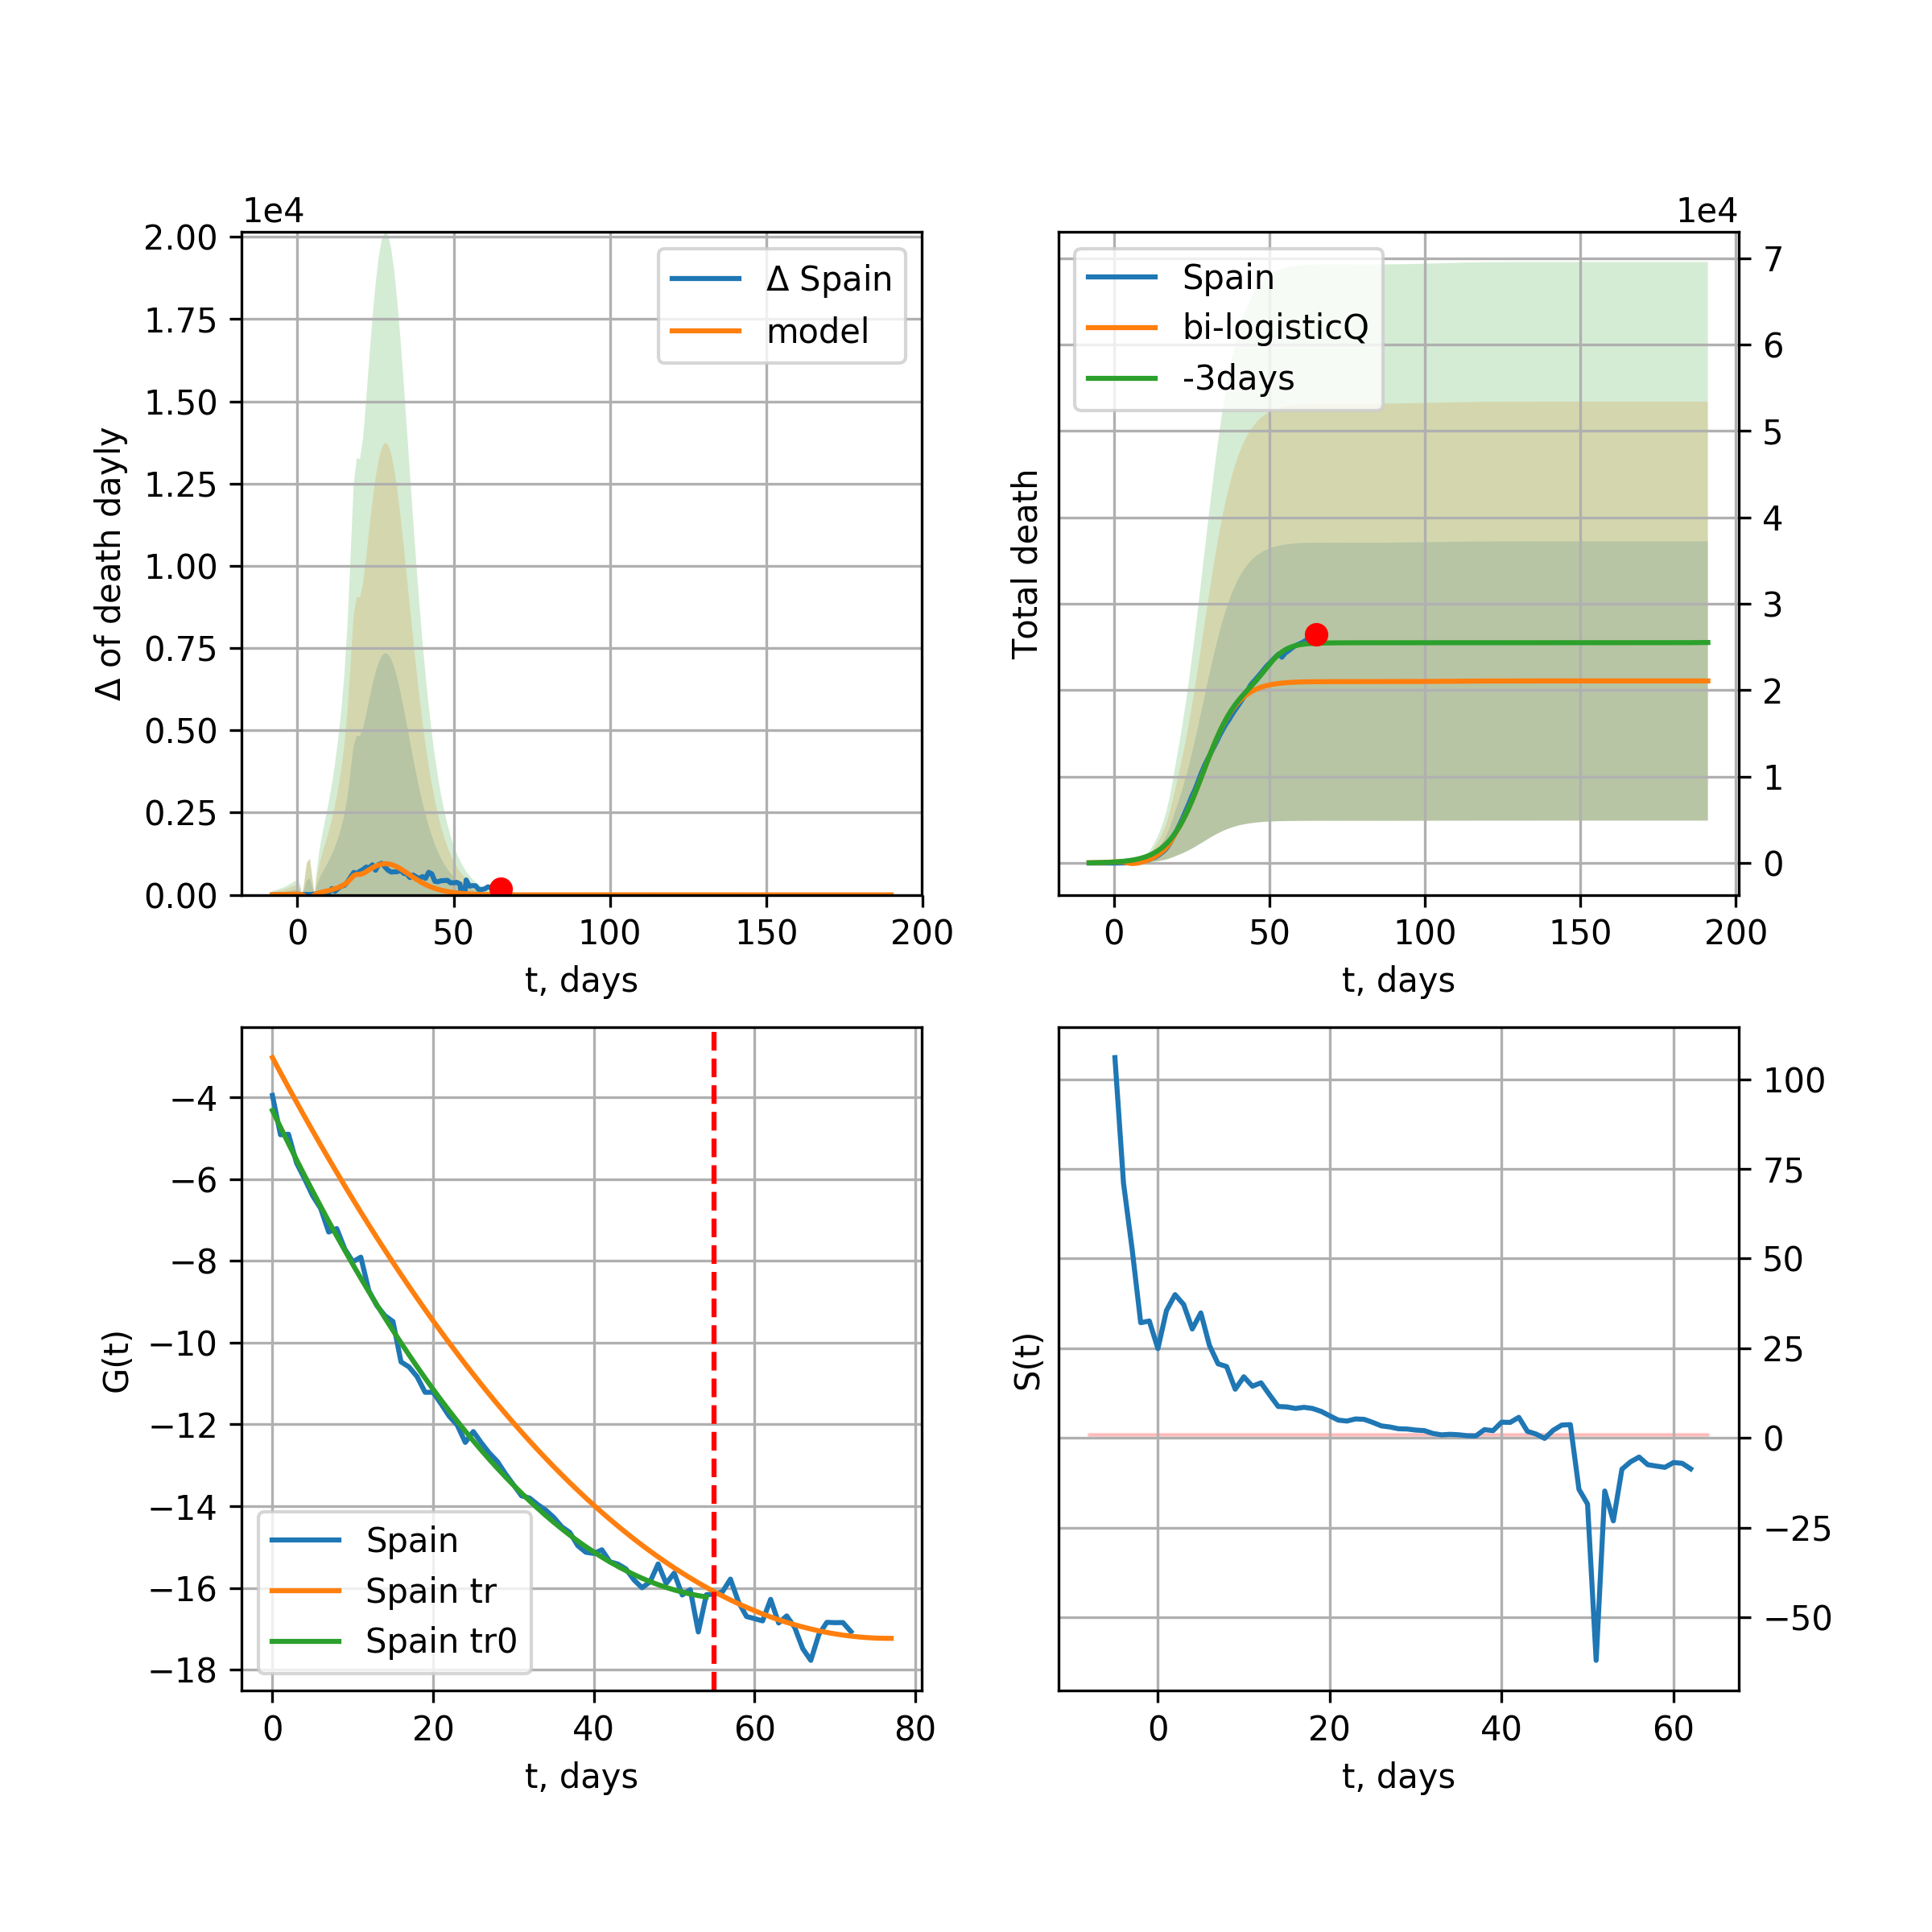 1e4
2.00
1.75
1.50
1.25
1.00
0.75
0.50
0.25
0.00
Δ of death dayly
Δ Spain
model
0 50 100 150 200
t, days
1e4
7
6
5
4
3
2
1
0
Total death
Spain
bi-logisticQ
-3days
0 50 100 150 200
t, days
−4
−6
−8
−10
−12
−14
−16
−18
G(t)
Spain
Spain tr
Spain tr0
0 20 40 60 80
t, days
100
75
50
25
0
−25
−50
S(t)
0 20 40 60
t, days